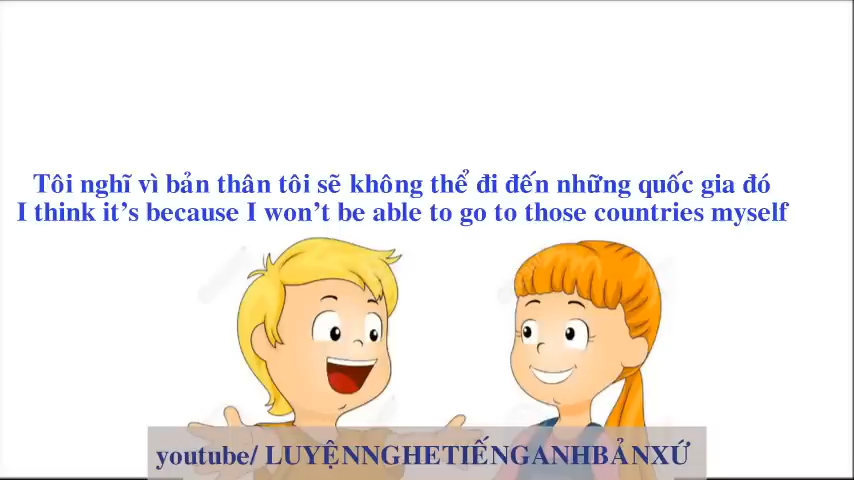 Tôi nghĩ vì bản thân tôi sẽ không thể đi đến những quốc gia đó
I think it's because I won't be able to go to those countries myself
youtube/ LUYỆNNGHETIẾNGANHBẢNXỨ